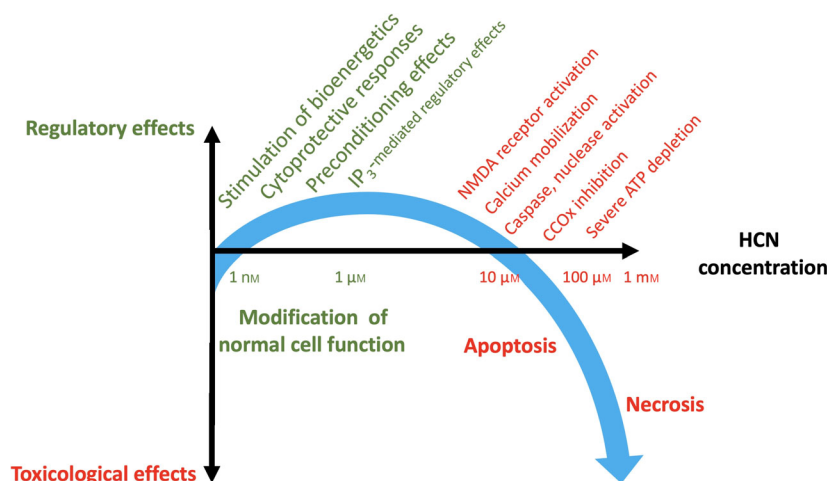 Regulatory effects
Stimulation of bioenergetics
Cytoprotective responses
Preconditioning effects
IP3-mediated regulatory effects
NMDA receptor activation
Calcium mobilization
Caspase, nuclease activation
CCOx inhibition
Severe ATP depletion
HCN
concentration
1 nM
1 μM
10 μM
100 μM
1 mM
Modification of
normal cell function
Apoptosis
Necrosis
Toxicological effects